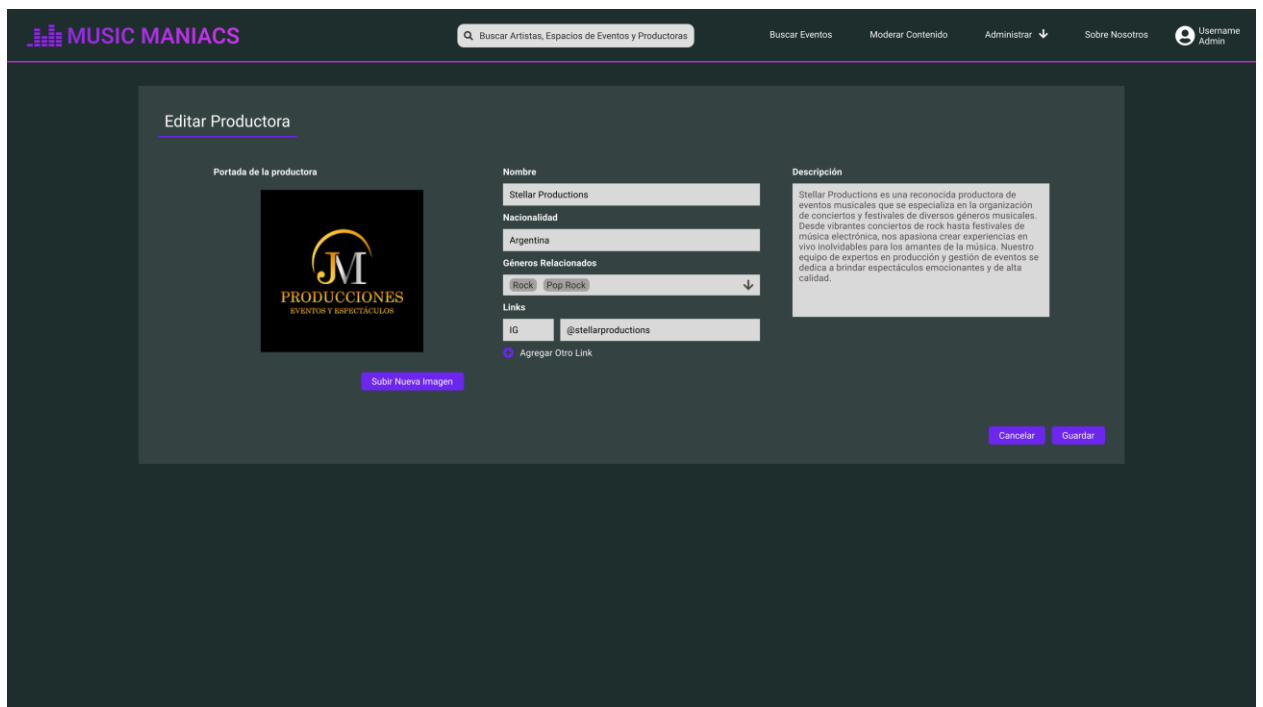 MUSIC MANIACS
Buscar Artistas, Espacios de Eventos y Productoras
Buscar Eventos
Moderar Contenido
Administrar
Sobre Nosotros
Username
Admin
Editar Productora
Portada de la productora
JM
PRODUCCIONES
EVENTOS Y ESPECTÁCULOS
Subir Nueva Imagen
Nombre
Stellar Productions
Nacionalidad
Argentina
Géneros Relacionados
Rock Pop Rock
Links
IG @stellarproductions
Agregar Otro Link
Descripción
Stellar Productions es una reconocida productora de
eventos musicales que se especializa en la organización
de conciertos y festivales de diversos géneros musicales.
Desde vibrantes conciertos de rock hasta festivales de
música electrónica, nos apasiona crear experiencias en
vivo inolvidables para los amantes de la música. Nuestro
equipo de expertos en producción y gestión de eventos se
dedica a brindar espectáculos emocionantes y de alta
calidad.
Cancelar
Guardar